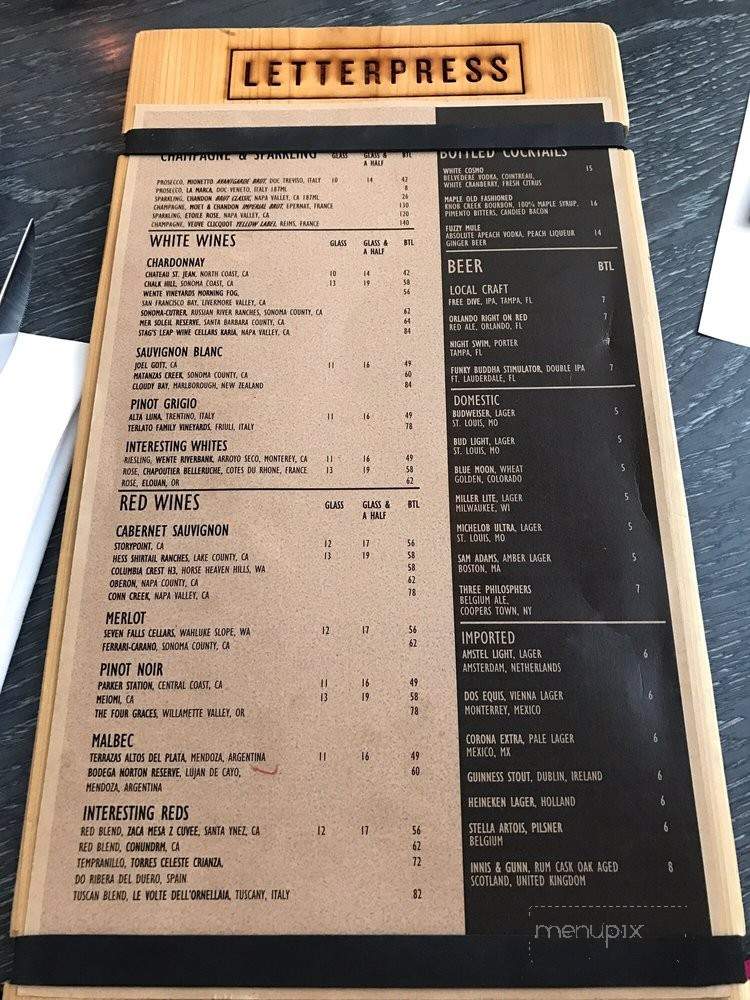 LETTERPRESS
CHAMPAGNE & SPARKLING GLASS GLASS & A HALF BTL
PROSECCO, MIONETTO AVANTGARDE BRUT, DOC TREVISO, ITALY 10 14 42
PROSECCO, LA MARCA, DOC VENETO, ITALY 187ML 8
SPARKLING, CHANDON BRUT CLASSIC, NAPA VALLEY, CA 187ML 26
CHAMPAGNE, MOET & CHANDON IMPERIAL BRUT, EPERNAY, FRANCE 130
SPARKLING, ETOILE ROSE, NAPA VALLEY, CA 120
CHAMPAGNE, VEUVE CLICQUOT YELLOW LABEL, REIMS, FRANCE 140
WHITE WINES GLASS GLASS & A HALF BTL
CHARDONNAY
CHATEAU ST. JEAN, NORTH COAST, CA 10 14 42
CHALK HILL, SONOMA COAST, CA 13 19 58
WENTE VINEYARDS MORNING FOG, 56
SAN FRANCISCO BAY, LIVERMORE VALLEY, CA
SONOMA-CUTRER, RUSSIAN RIVER RANCHES, SONOMA COUNTY, CA 62
MER SOLEIL RESERVE, SANTA BARBARA COUNTY, CA 64
STAG'S LEAP WINE CELLARS KARIA, NAPA VALLEY, CA 84
SAUVIGNON BLANC
JOEL GOTT, CA 11 16 49
MATANZAS CREEK, SONOMA COUNTY, CA 60
CLOUDY BAY, MARLBOROUGH, NEW ZEALAND 84
PINOT GRIGIO
ALTA LUNA, TRENTINO, ITALY 11 16 49
TERLATO FAMILY VINEYARDS, FRIULI, ITALY 78
INTERESTING WHITES
RIESLING, WENTE RIVERBANK, ARROYO SECO, MONTEREY, CA 11 16 49
ROSE, CHAPOUTIER BELLERUCHE, COTES DU RHONE, FRANCE 13 19 58
ROSE, ELOUAN, OR 62
RED WINES GLASS GLASS & A HALF BTL
CABERNET SAUVIGNON
STORYPOINT, CA 12 17 56
HESS SHIRTAIL RANCHES, LAKE COUNTY, CA 13 19 58
COLUMBIA CREST H3, HORSE HEAVEN HILLS, WA 58
OBERON, NAPA COUNTY, CA 62
CONN CREEK, NAPA VALLEY, CA 78
MERLOT
SEVEN FALLS CELLARS, WAHLUKE SLOPE, WA 12 17 56
FERRARI-CARANO, SONOMA COUNTY, CA 62
PINOT NOIR
PARKER STATION, CENTRAL COAST, CA 11 16 49
MEIOMI, CA 13 19 58
THE FOUR GRACES, WILLAMETTE VALLEY, OR 78
MALBEC
TERRAZAS ALTOS DEL PLATA, MENDOZA, ARGENTINA 11 16 49
BODEGA NORTON RESERVE, LUJAN DE CAYO, 60
MENDOZA, ARGENTINA
INTERESTING REDS
RED BLEND, ZACA MESA Z CUVEE, SANTA YNEZ, CA 12 17 56
RED BLEND, CONUNDRM, CA 62
TEMPRANILLO, TORRES CELESTE CRIANZA, 72
DO RIBERA DEL DUERO, SPAIN
TUSCAN BLEND, LE VOLTE DELL'ORNELLAIA, TUSCANY, ITALY 82
BOTTLED COCKTAILS
WHITE COSMO 15
BELVEDERE VODKA, COINTREAU,
WHITE CRANBERRY, FRESH CITRUS
MAPLE OLD FASHIONED
KNOB CREEK BOURBON, 100% MAPLE SYRUP, 16
PIMENTO BITTERS, CANDIED BACON
FUZZY MULE
ABSOLUTE APEACH VODKA, PEACH LIQUEUR 14
GINGER BEER
BEER BTL
LOCAL CRAFT
FREE DIVE, IPA, TAMPA, FL 7
ORLANDO RIGHT ON RED 7
RED ALE, ORLANDO, FL
NIGHT SWIM, PORTER 7
TAMPA, FL
FUNKY BUDDHA STIMULATOR, DOUBLE IPA 7
FT. LAUDERDALE, FL
DOMESTIC
BUDWEISER, LAGER 5
ST. LOUIS, MO
BUD LIGHT, LAGER 5
ST. LOUIS, MO
BLUE MOON, WHEAT 5
GOLDEN, COLORADO
MILLER LITE, LAGER 5
MILWAUKEE, WI
MICHELOB ULTRA, LAGER 5
ST. LOUIS, MO
SAM ADAMS, AMBER LAGER 5
BOSTON, MA
THREE PHILOSPHERS 7
BELGIUM ALE,
COOPERS TOWN, NY
IMPORTED
AMSTEL LIGHT, LAGER 6
AMSTERDAM, NETHERLANDS
DOS EQUIS, VIENNA LAGER 6
MONTERREY, MEXICO
CORONA EXTRA, PALE LAGER 6
MEXICO, MX
GUINNESS STOUT, DUBLIN, IRELAND 6
HEINEKEN LAGER, HOLLAND 6
STELLA ARTOIS, PILSNER 6
BELGIUM
INNIS & GUNN, RUM CASK OAK AGED 8
SCOTLAND, UNITED KINGDOM
menupix